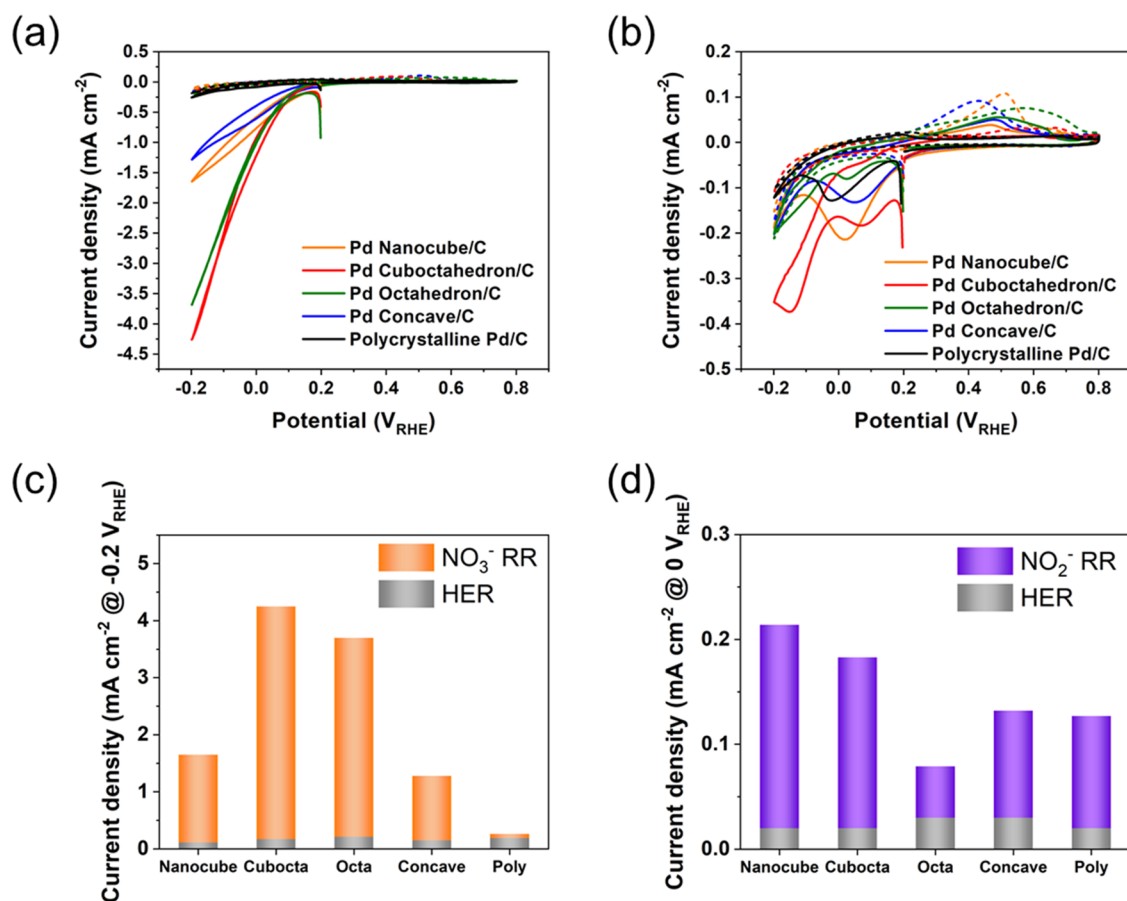 (a)
Current density (mA cm⁻²)
0.5
0.0
-0.5
-1.0
-1.5
-2.0
-2.5
-3.0
-3.5
-4.0
-4.5
Pd Nanocube/C
Pd Cuboctahedron/C
Pd Octahedron/C
Pd Concave/C
Polycrystalline Pd/C
-0.2 0.0 0.2 0.4 0.6 0.8
Potential (V_RHE)
(b)
Current density (mA cm⁻²)
0.2
0.1
0.0
-0.1
-0.2
-0.3
-0.4
-0.5
Pd Nanocube/C
Pd Cuboctahedron/C
Pd Octahedron/C
Pd Concave/C
Polycrystalline Pd/C
-0.2 0.0 0.2 0.4 0.6 0.8
Potential (V_RHE)
(c)
Current density (mA cm⁻² @ -0.2 V_RHE)
5
4
3
2
1
0
NO₃⁻ RR
HER
Nanocube Cubocta Octa Concave Poly
(d)
Current density (mA cm⁻² @ 0 V_RHE)
0.3
0.2
0.1
0.0
NO₂⁻ RR
HER
Nanocube Cubocta Octa Concave Poly